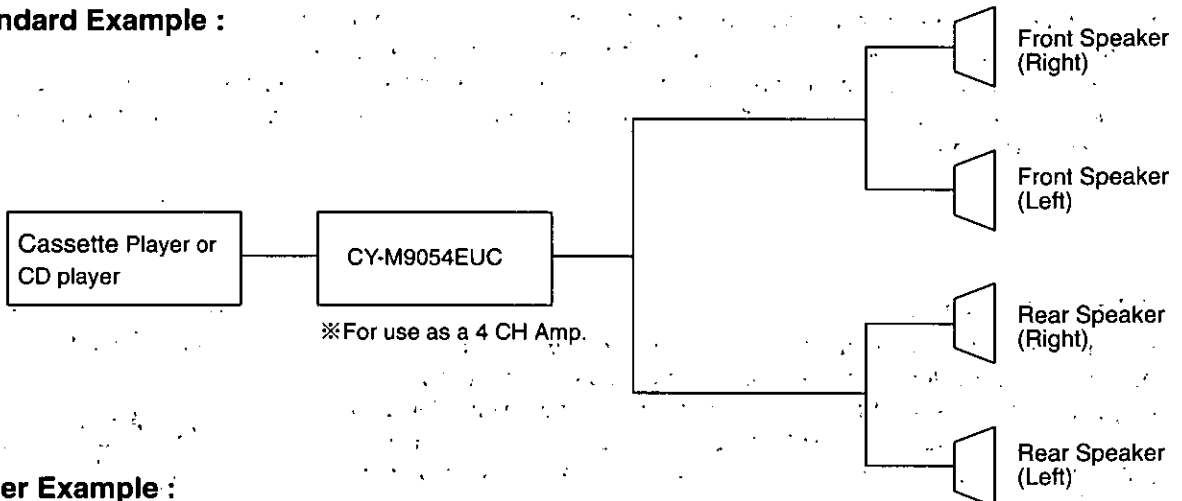 ndard Example :
Front Speaker
(Right)
Front Speaker
(Left)
Cassette Player or
CD player
CY-M9054EUC
※For use as a 4 CH Amp.
Rear Speaker
(Right)
Rear Speaker
(Left)
er Example :